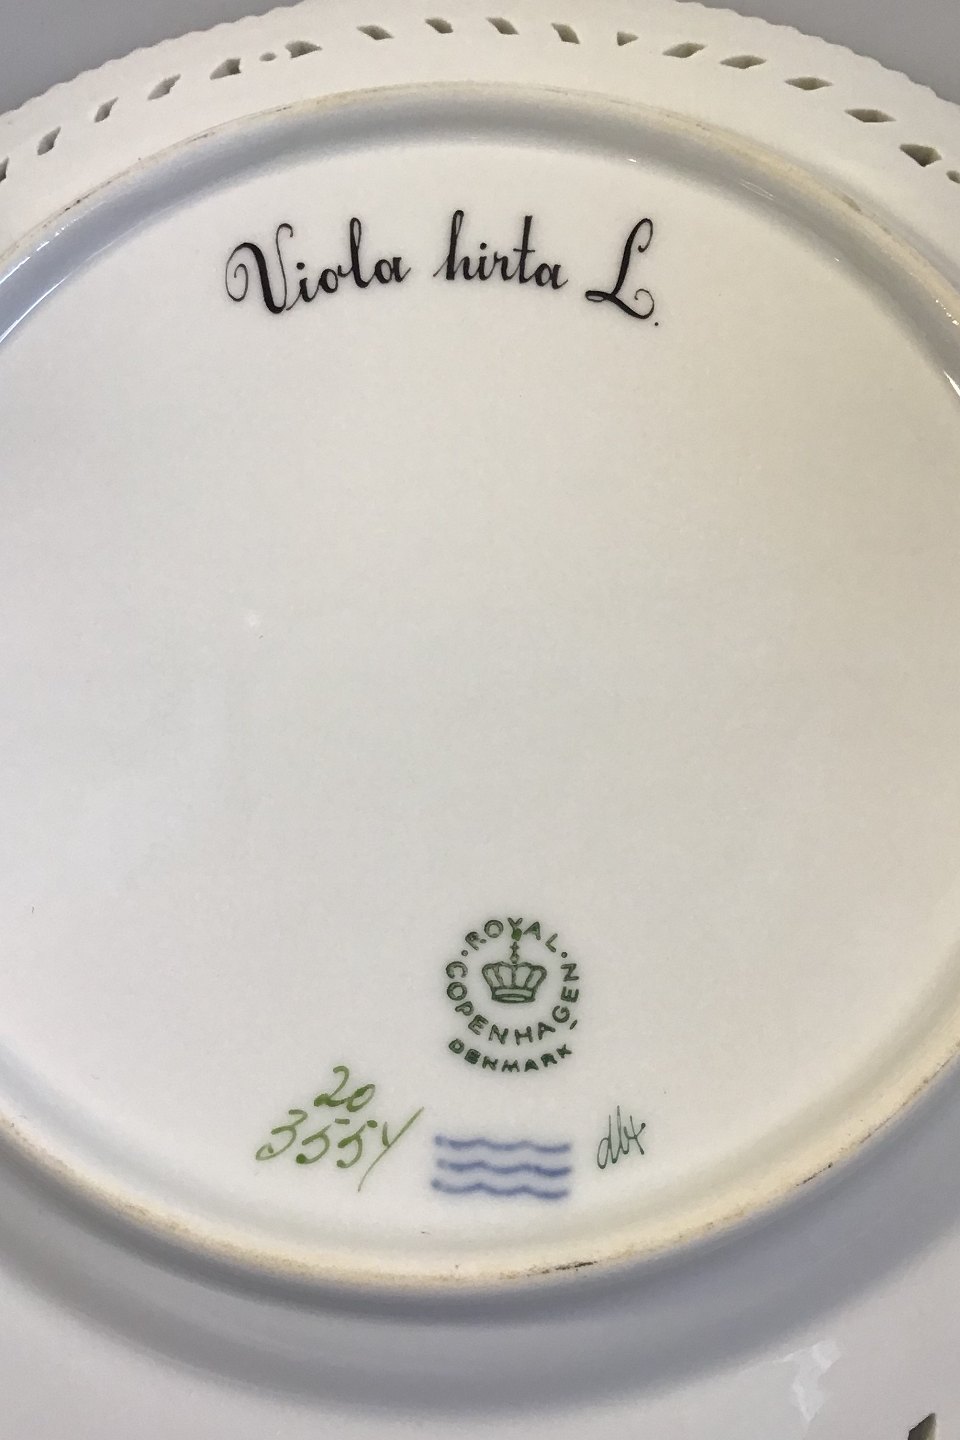 Viola hirta L.
ROYAL
COPENHAGEN
DENMARK
20
3554